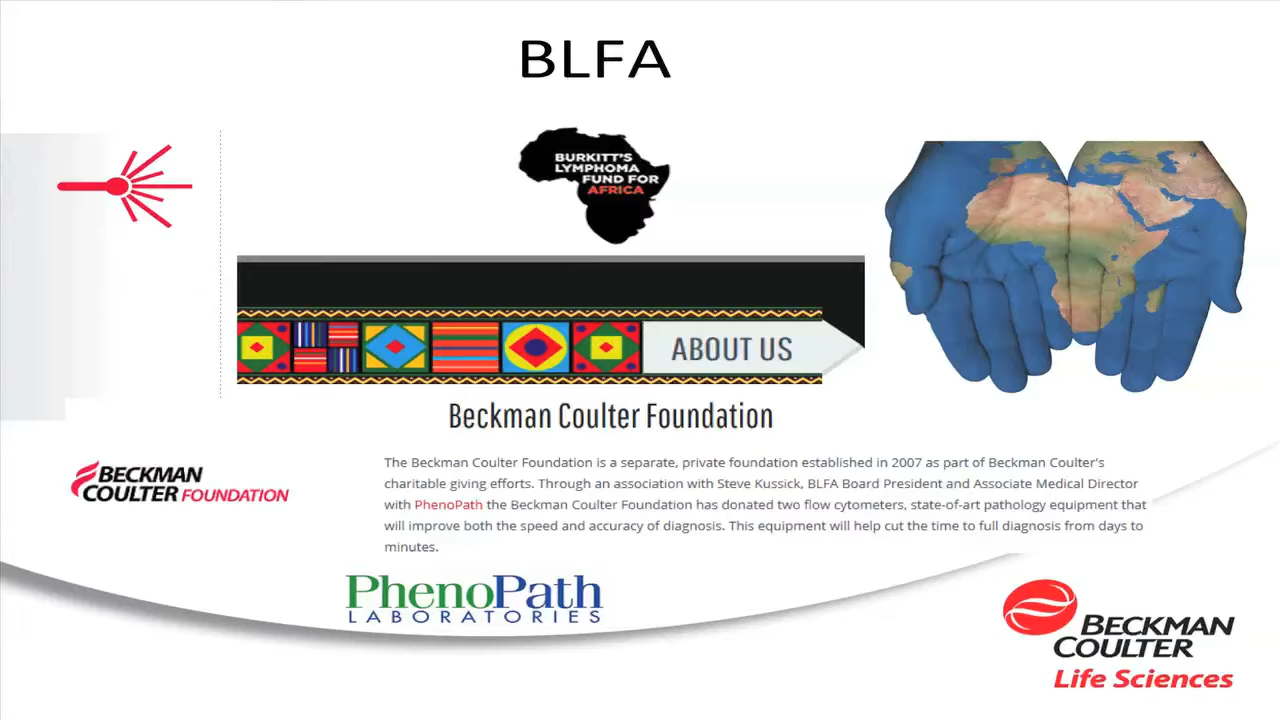 BLFA
BURKITT'S
LYMPHOMA
FUND FOR
AFRICA
ABOUT US
Beckman Coulter Foundation
The Beckman Coulter Foundation is a separate, private foundation established in 2007 as part of Beckman Coulter's
charitable giving efforts. Through an association with Steve Kussick, BLFA Board President and Associate Medical Director
with PhenoPath the Beckman Coulter Foundation has donated two flow cytometers, state-of-art pathology equipment that
will improve both the speed and accuracy of diagnosis. This equipment will help cut the time to full diagnosis from days to
minutes.
BECKMAN
COULTER FOUNDATION
PhenoPath
LABORATORIES
BECKMAN
COULTER
Life Sciences